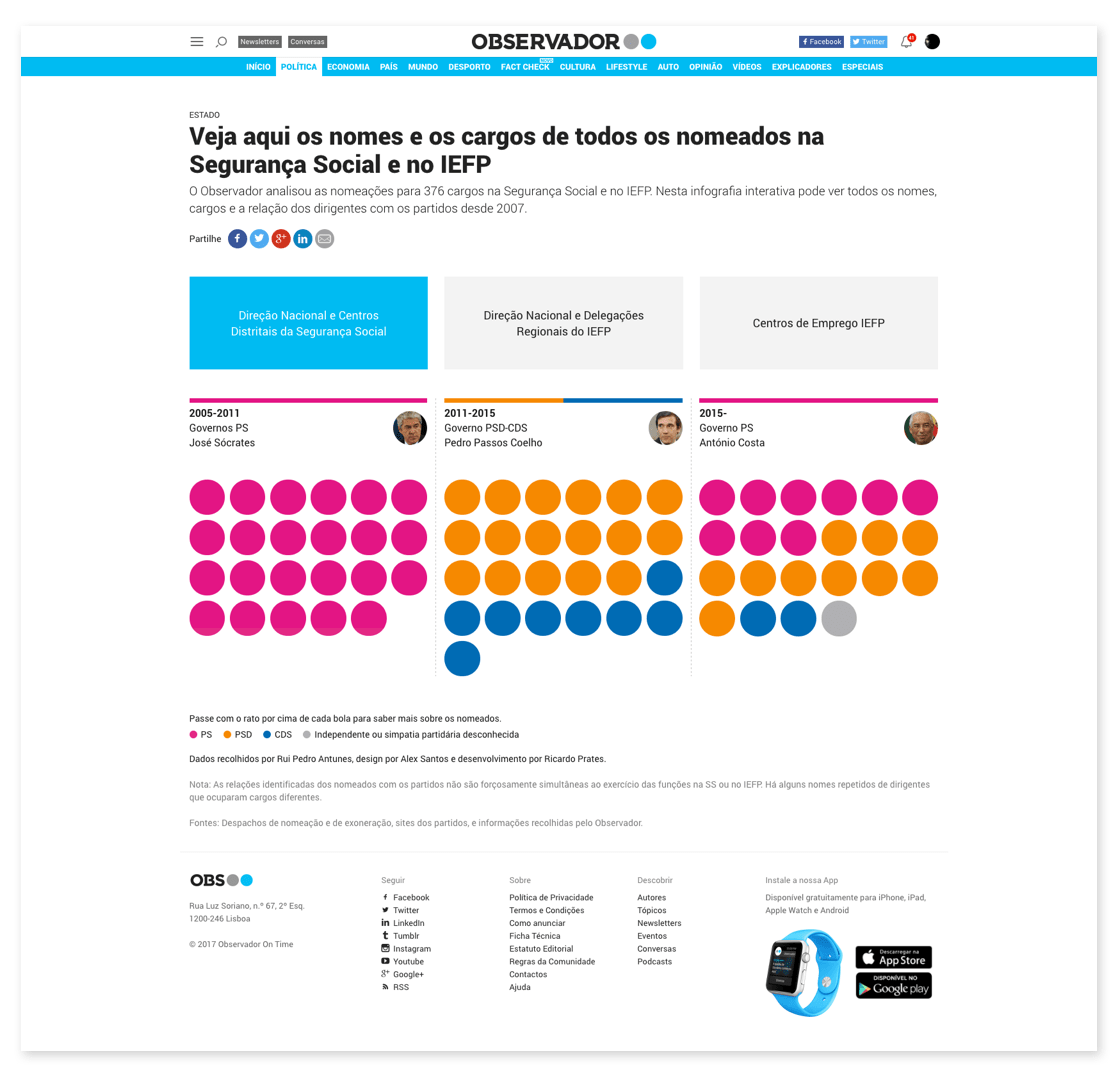 Newsletters
Conversas
OBSERVADOR
Facebook
Twitter
41
INÍCIO POLÍTICA ECONOMIA PAÍS MUNDO DESPORTO FACT CHECK NOVO CULTURA LIFESTYLE AUTO OPINIÃO VÍDEOS EXPLICADORES ESPECIAIS
ESTADO
Veja aqui os nomes e os cargos de todos os nomeados na
Segurança Social e no IEFP
O Observador analisou as nomeações para 376 cargos na Segurança Social e no IEFP. Nesta infografia interativa pode ver todos os nomes,
cargos e a relação dos dirigentes com os partidos desde 2007.
Partilhe
Direção Nacional e Centros
Distritais da Segurança Social
Direção Nacional e Delegações
Regionais do IEFP
Centros de Emprego IEFP
2005-2011
Governos PS
José Sócrates
2011-2015
Governo PSD-CDS
Pedro Passos Coelho
2015-
Governo PS
António Costa
Passe com o rato por cima de cada bola para saber mais sobre os nomeados.
PS PSD CDS Independente ou simpatia partidária desconhecida
Dados recolhidos por Rui Pedro Antunes, design por Alex Santos e desenvolvimento por Ricardo Prates.
Nota: As relações identificadas dos nomeados com os partidos não são forçosamente simultâneas ao exercício das funções na SS ou no IEFP. Há alguns nomes repetidos de dirigentes
que ocuparam cargos diferentes.
Fontes: Despachos de nomeação e de exoneração, sites dos partidos, e informações recolhidas pelo Observador.
OBS
Rua Luz Soriano, n.º 67, 2º Esq.
1200-246 Lisboa
© 2017 Observador On Time
Seguir
Facebook
Twitter
LinkedIn
Tumblr
Instagram
Youtube
Google+
RSS
Sobre
Política de Privacidade
Termos e Condições
Como anunciar
Ficha Técnica
Estatuto Editorial
Regras da Comunidade
Contactos
Ajuda
Descobrir
Autores
Tópicos
Newsletters
Eventos
Conversas
Podcasts
Instale a nossa App
Disponível gratuitamente para iPhone, iPad,
Apple Watch e Android
Descarregar na
App Store
DISPONÍVEL NO
Google play